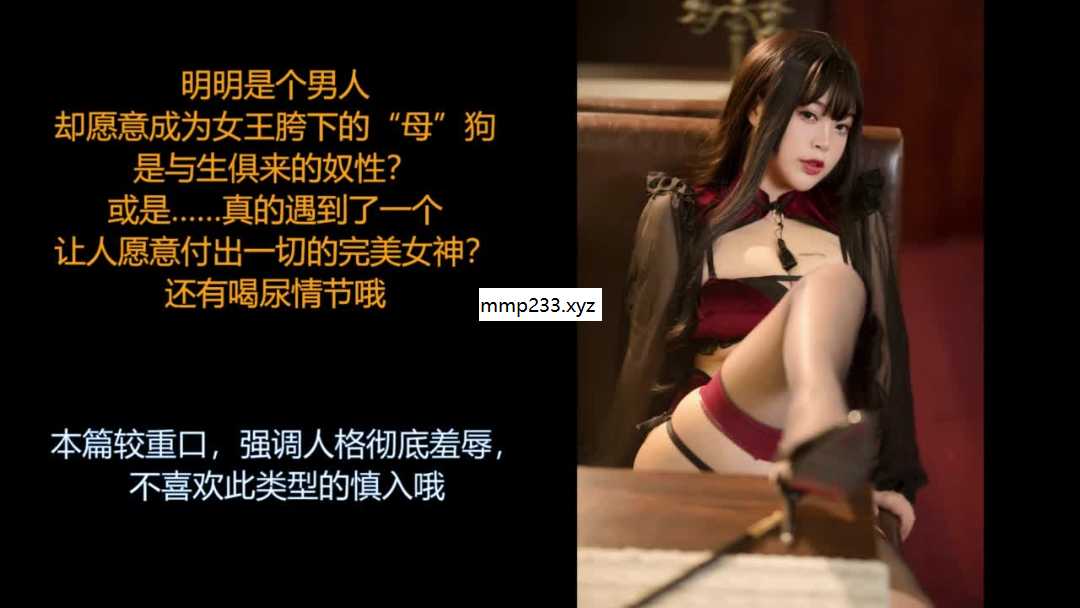 明明是个男人
却愿意成为女王胯下的“母”狗
是与生俱来的奴性？
或是……真的遇到了一个
让人愿意付出一切的完美女神？
还有喝尿情节哦
mmp233.xyz
本篇较重口，强调人格彻底羞辱，
不喜欢此类型的慎入哦